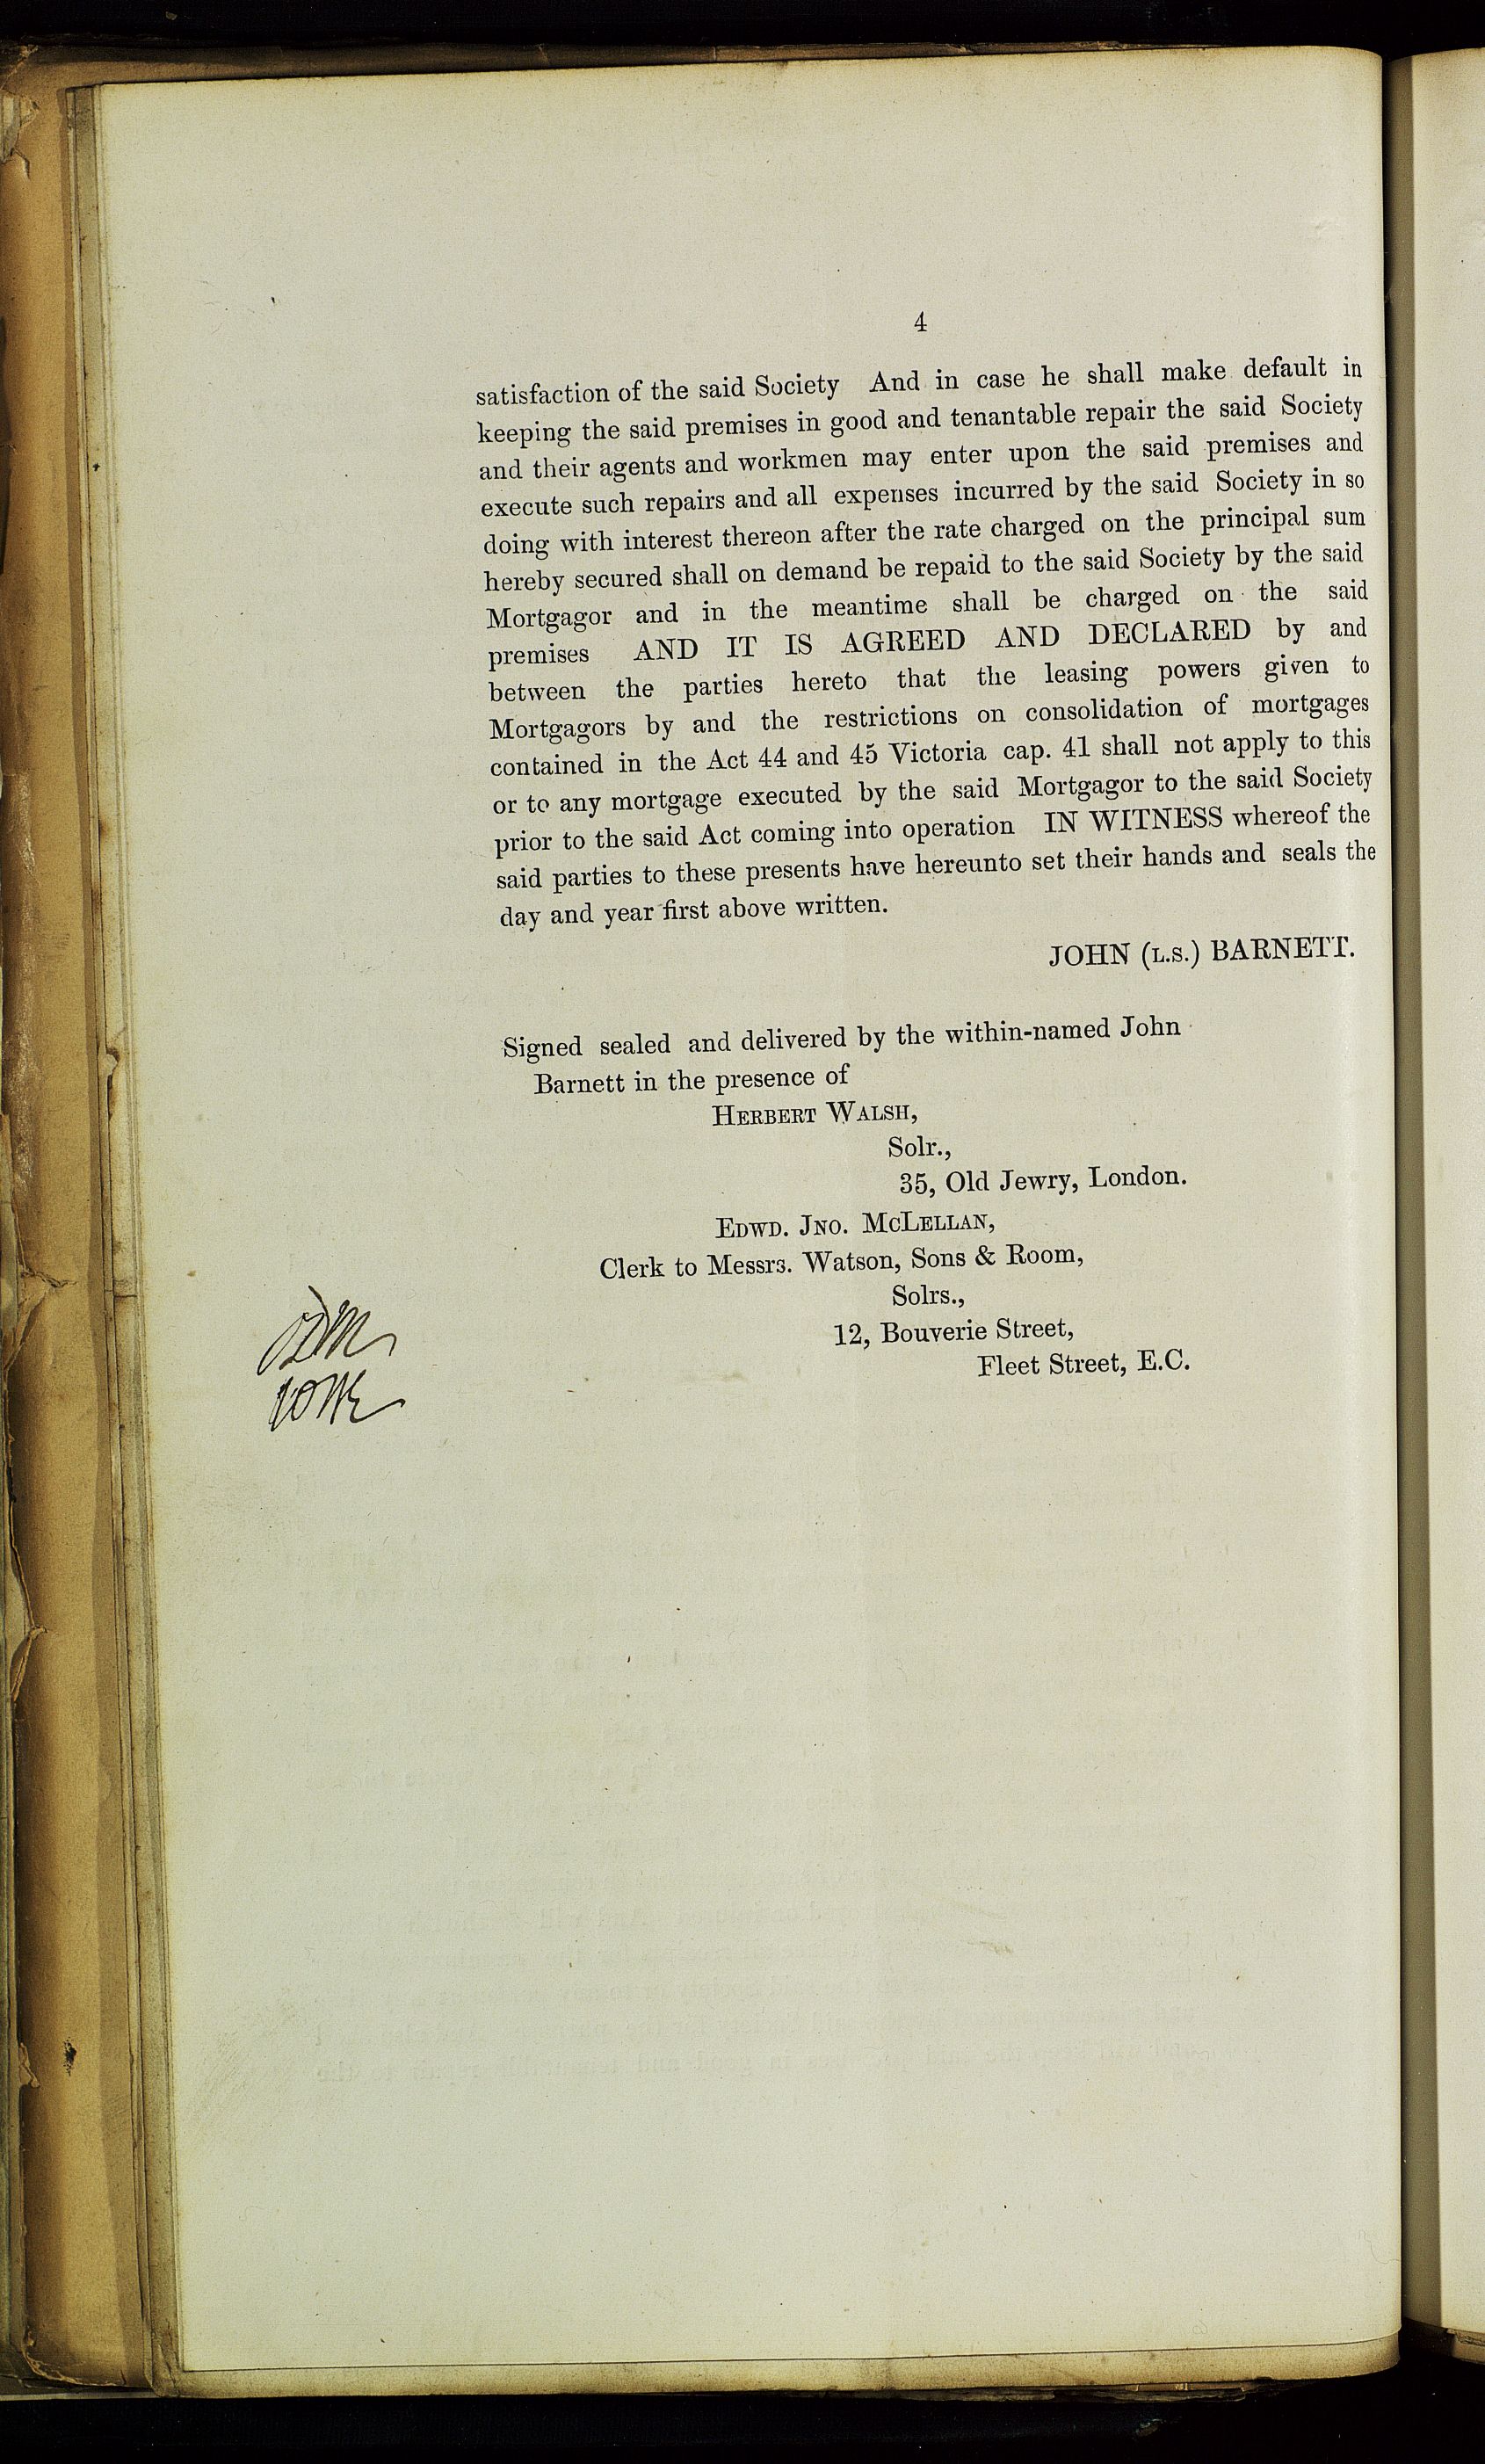 4
satisfaction of the said Society And in case he shall make default in
keeping the said premises in good and tenantable repair the said Society
and their agents and workmen may enter upon the said premises and
execute such repairs and all expenses incurred by the said Society in so
doing with interest thereon after the rate charged on the principal sum
hereby secured shall on demand be repaid to the said Society by the said
Mortgagor and in the meantime shall be charged on the said
premises AND IT IS AGREED AND DECLARED by and
between the parties hereto that the leasing powers given to
Mortgagors by and the restrictions on consolidation of mortgages
contained in the Act 44 and 45 Victoria cap. 41 shall not apply to this
or to any mortgage executed by the said Mortgagor to the said Society
prior to the said Act coming into operation IN WITNESS whereof the
said parties to these presents have hereunto set their hands and seals the
day and year first above written.
JOHN (L.S.) BARNETT.
Signed sealed and delivered by the within-named John
Barnett in the presence of
HERBERT WALSH,
Solr.,
35, Old Jewry, London.
EDWD. JNO. MCLELLAN,
Clerk to Messrs. Watson, Sons & Room,
Solrs.,
12, Bouverie Street,
Fleet Street, E.C.